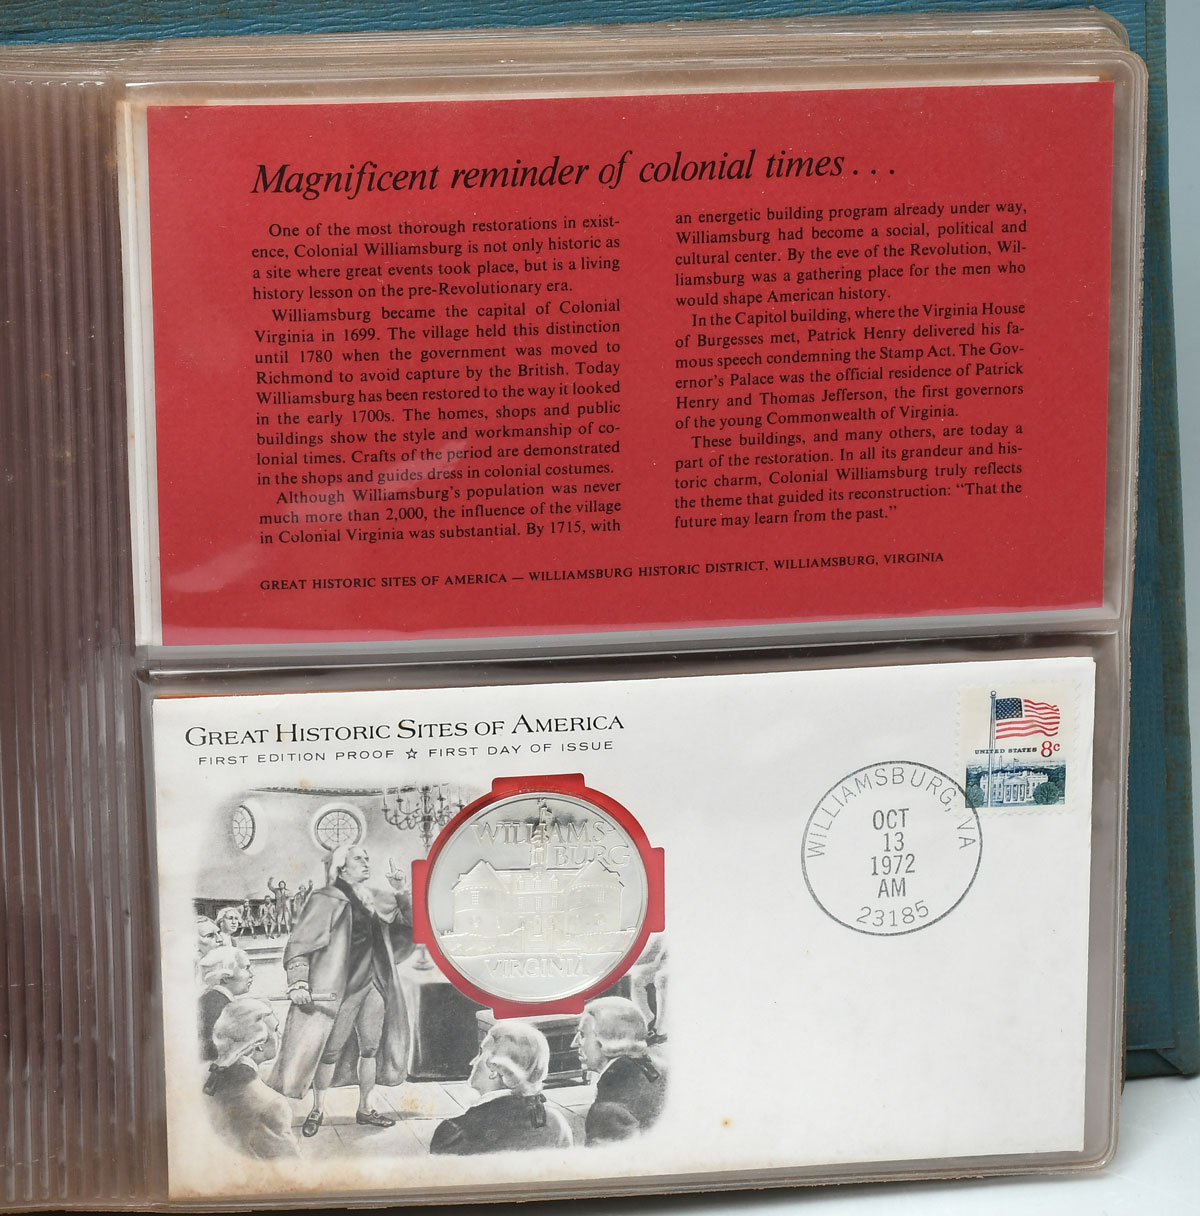 Magnificent reminder of colonial times . . .
One of the most thorough restorations in exist-
ence, Colonial Williamsburg is not only historic as
a site where great events took place, but is a living
history lesson on the pre-Revolutionary era.
Williamsburg became the capital of Colonial
Virginia in 1699. The village held this distinction
until 1780 when the government was moved to
Richmond to avoid capture by the British. Today
Williamsburg has been restored to the way it looked
in the early 1700s. The homes, shops and public
buildings show the style and workmanship of co-
lonial times. Crafts of the period are demonstrated
in the shops and guides dress in colonial costumes.
Although Williamsburg's population was never
much more than 2,000, the influence of the village
in Colonial Virginia was substantial. By 1715, with
an energetic building program already under way,
Williamsburg had become a social, political and
cultural center. By the eve of the Revolution, Wil-
liamsburg was a gathering place for the men who
would shape American history.
In the Capitol building, where the Virginia House
of Burgesses met, Patrick Henry delivered his fa-
mous speech condemning the Stamp Act. The Gov-
ernor's Palace was the official residence of Patrick
Henry and Thomas Jefferson, the first governors
of the young Commonwealth of Virginia.
These buildings, and many others, are today a
part of the restoration. In all its grandeur and his-
toric charm, Colonial Williamsburg truly reflects
the theme that guided its reconstruction: "That the
future may learn from the past."
GREAT HISTORIC SITES OF AMERICA — WILLIAMSBURG HISTORIC DISTRICT, WILLIAMSBURG, VIRGINIA
GREAT HISTORIC SITES OF AMERICA
FIRST EDITION PROOF ☆ FIRST DAY OF ISSUE
WILLIAMS
BURG
VIRGINIA
UNITED STATES 8c
WILLIAMSBURG, VA
OCT
13
1972
AM
23185